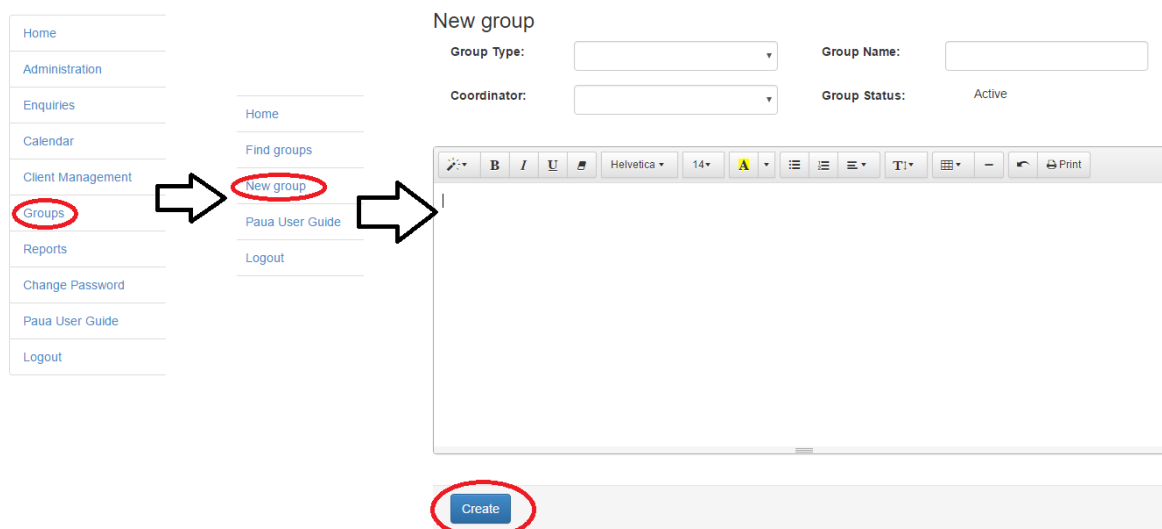 Home
Administration
Enquiries
Calendar
Client Management
Groups
Reports
Change Password
Paua User Guide
Logout
Home
Find groups
New group
Paua User Guide
Logout
New group
Group Type:
Group Name:
Coordinator:
Group Status: Active
B I U Helvetica 14 A T Print
Create